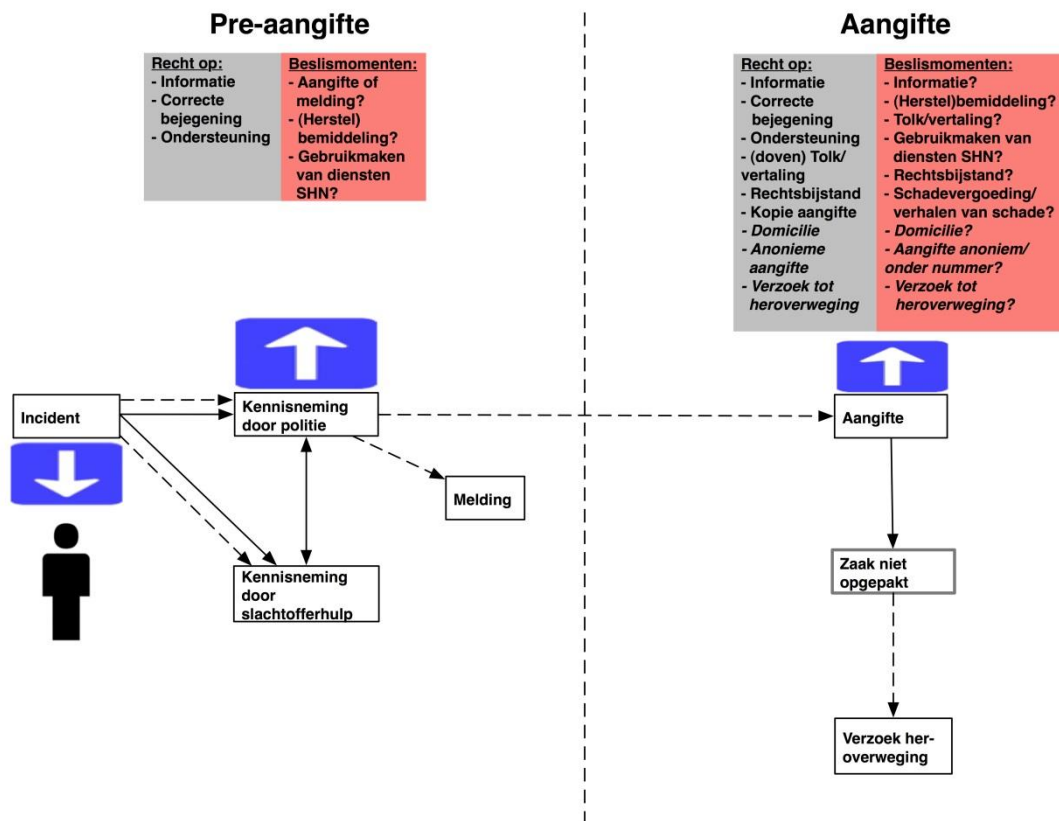 Pre-aangifte
Recht op:
- Informatie
- Correcte
bejegening
- Ondersteuning
Beslismomenten:
- Aangifte of
melding?
- (Herstel)
bemiddeling?
- Gebruikmaken
van diensten
SHN?
Aangifte
Recht op:
- Informatie
- Correcte
bejegening
- Ondersteuning
- (doven) Tolk/
vertaling
- Rechtsbijstand
- Kopie aangifte
- Domicilie
- Anonieme
aangifte
- Verzoek tot
heroverweging
Beslismomenten:
- Informatie?
- (Herstel)bemiddeling?
- Tolk/vertaling?
- Gebruikmaken van
diensten SHN?
- Rechtsbijstand?
- Schadevergoeding/
verhalen van schade?
- Domicilie?
- Aangifte anoniem/
onder nummer?
- Verzoek tot
heroverweging?
Incident
Kennisneming
door politie
Melding
Kennisneming
door
slachtofferhulp
Aangifte
Zaak niet
opgepakt
Verzoek her-
overweging